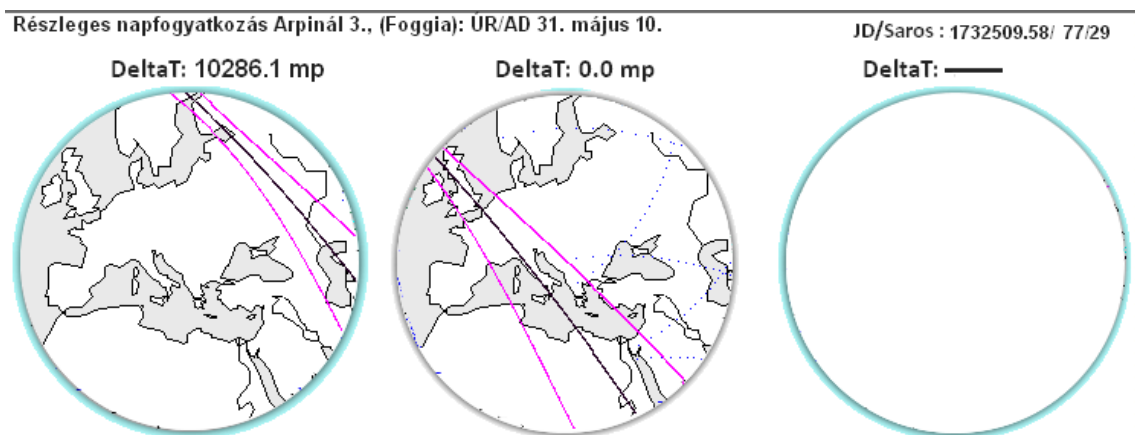 Részleges napfogyatkozás Arpinál 3., (Foggia): ÚR/AD 31. május 10.
JD/Saros : 1732509.58/ 77/29
DeltaT: 10286.1 mp
DeltaT: 0.0 mp
DeltaT: